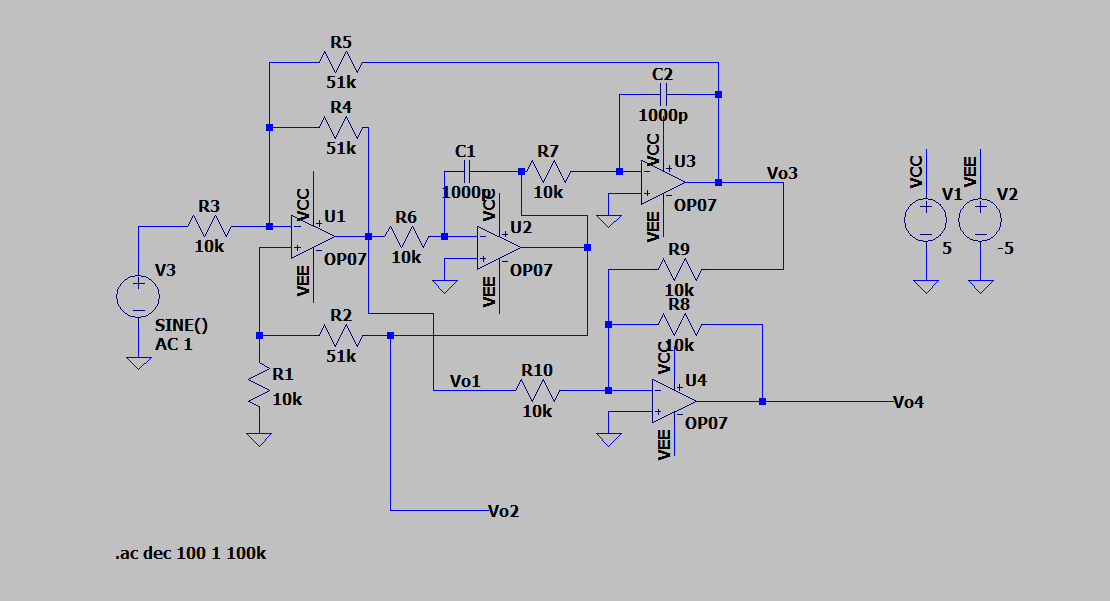 R5
51k
C2
1000p
R4
51k
C1
1000p
R7
10k
VCC
U3
OP07
VEE
Vo3
VCC
V1
5
VEE
V2
-5
R3
10k
VCC
U1
OP07
VEE
R6
10k
VCC
U2
OP07
VEE
R9
10k
V3
SINE()
AC 1
R2
51k
R8
10k
R1
10k
Vo1
R10
10k
VCC
U4
OP07
VEE
Vo4
Vo2
.ac dec 100 1 100k